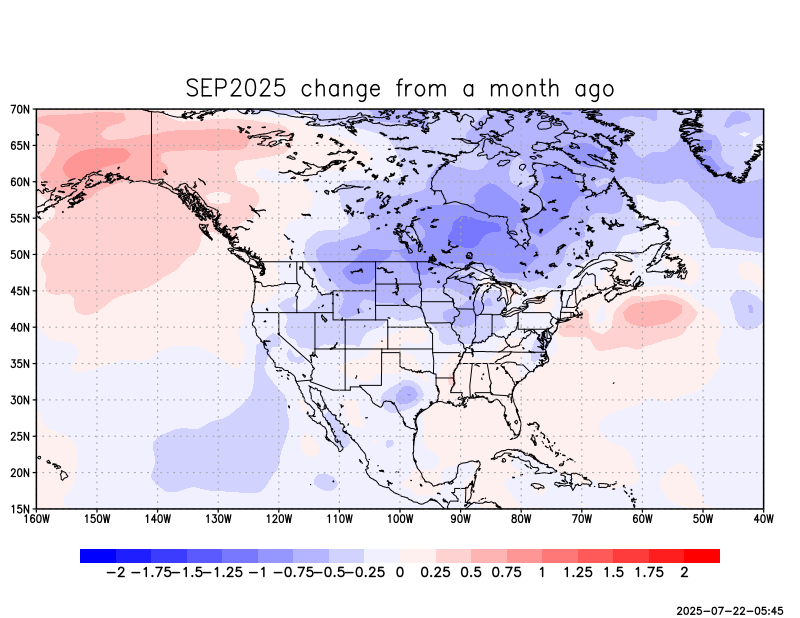 SEP2025 change from a month ago
70N
65N
60N
55N
50N
45N
40N
35N
30N
25N
20N
15N
160W 150W 140W 130W 120W 110W 100W 90W 80W 70W 60W 50W 40W
−2 −1.75 −1.5 −1.25 −1 −0.75 −0.5 −0.25 0 0.25 0.5 0.75 1 1.25 1.5 1.75 2
2025-07-22-05:45